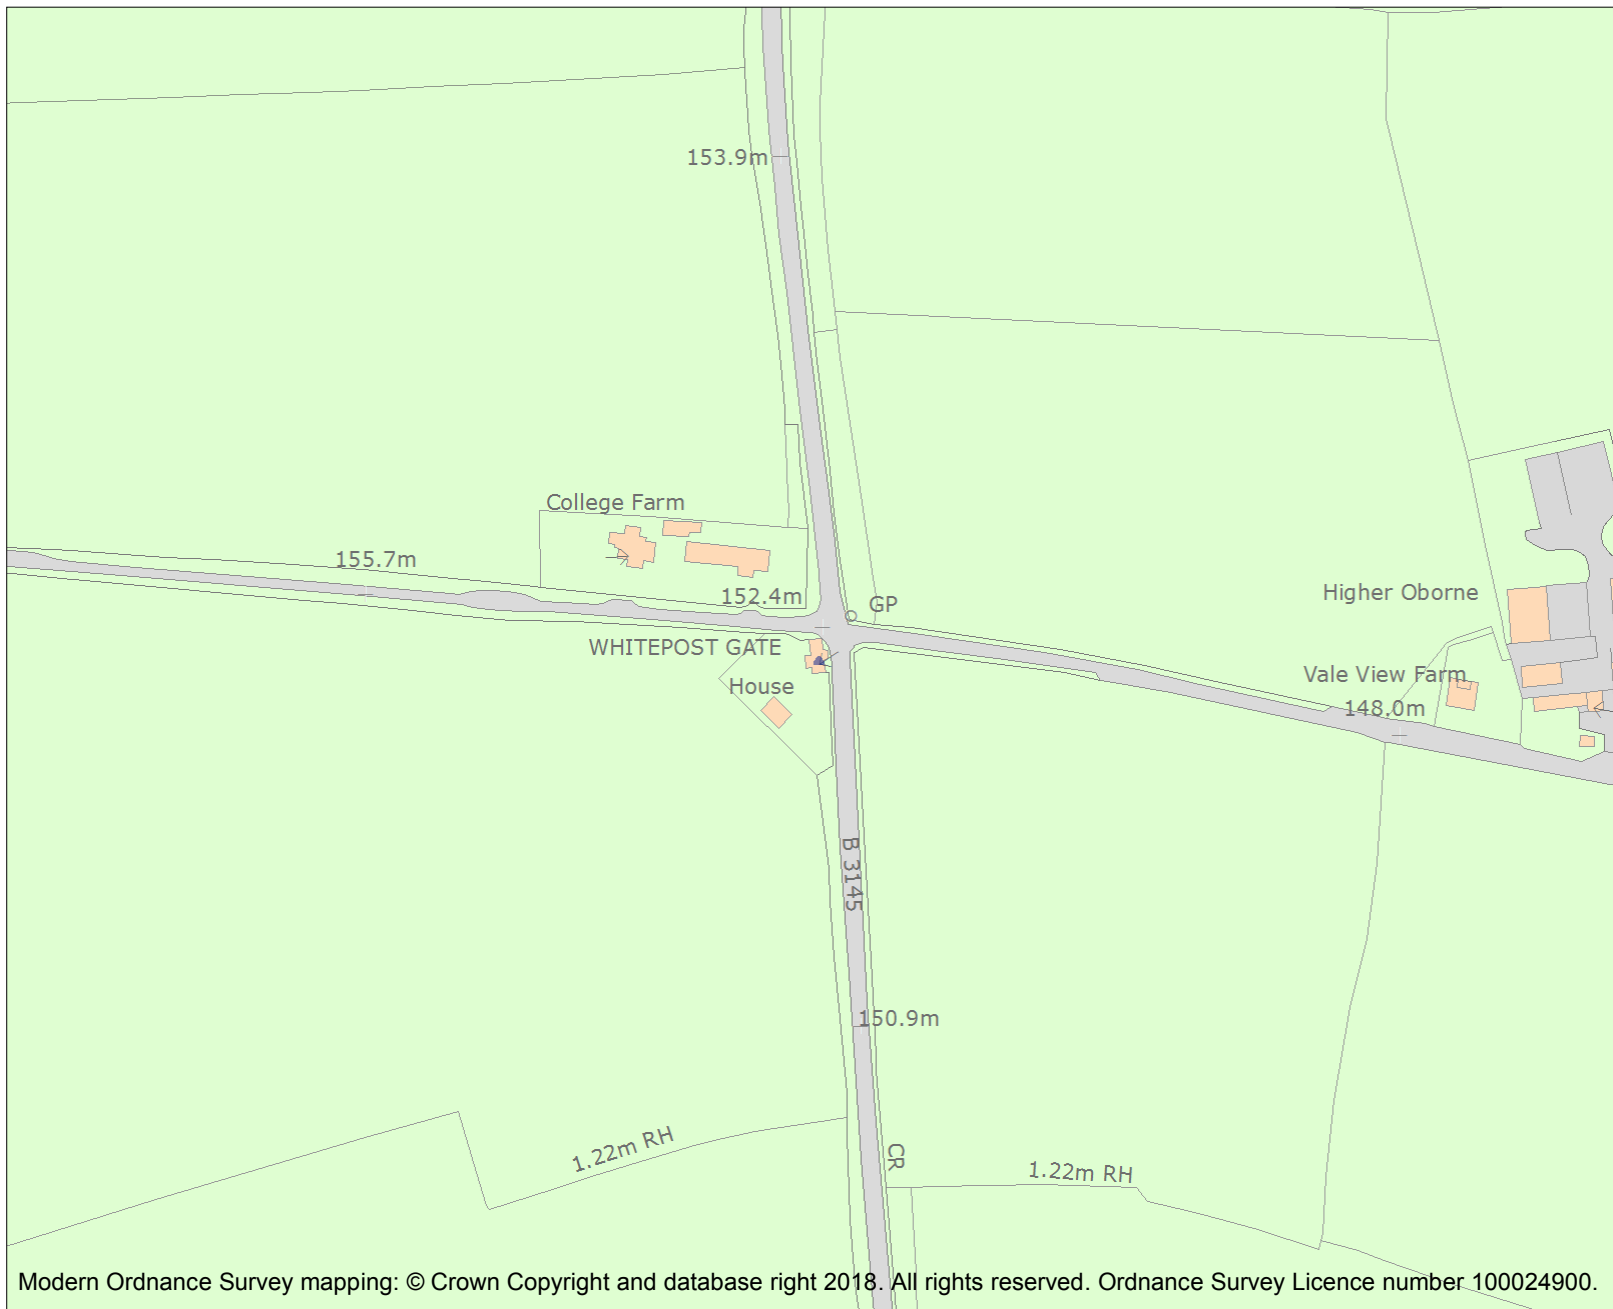 153.9m
College Farm
155.7m
152.4m
GP
Higher Oborne
WHITEPOST GATE
House
Vale View Farm
148.0m
B 3145
150.9m
1.22m RH
CR
1.22m RH
Modern Ordnance Survey mapping: © Crown Copyright and database right 2018. All rights reserved. Ordnance Survey Licence number 100024900.